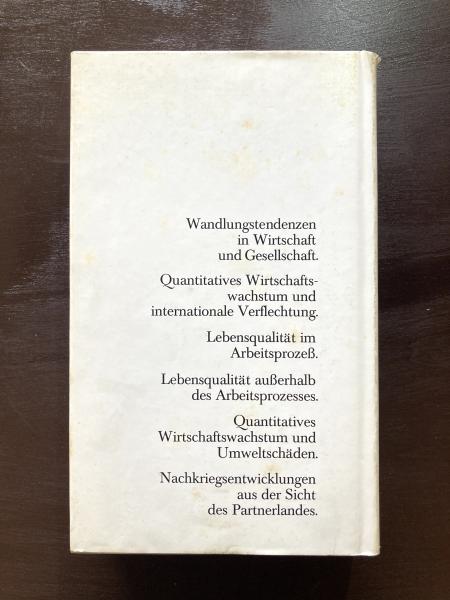 Wandlungstendenzen
in Wirtschaft
und Gesellschaft.
Quantitatives Wirtschafts-
wachstum und
internationale Verflechtung.
Lebensqualität im
Arbeitsprozeß.
Lebensqualität außerhalb
des Arbeitsprozesses.
Quantitatives
Wirtschaftswachstum und
Umweltschäden.
Nachkriegsentwicklungen
aus der Sicht
des Partnerlandes.